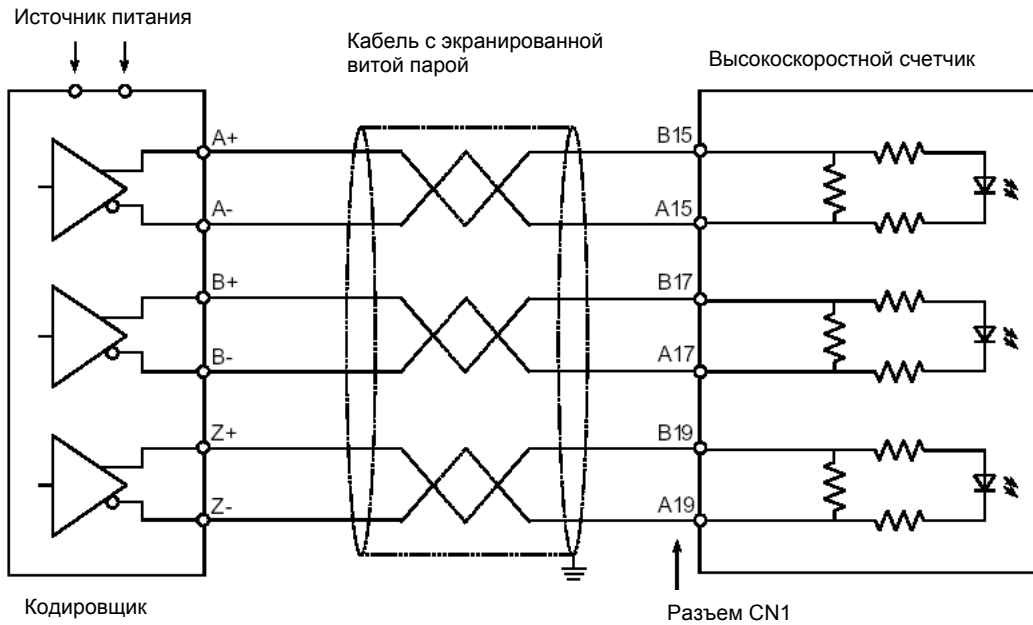 Источник питания
Кабель с экранированной
витой парой
Высокоскоростной счетчик
A+
B15
A-
A15
B+
B17
B-
A17
Z+
B19
Z-
A19
Кодировщик
Разъем CN1